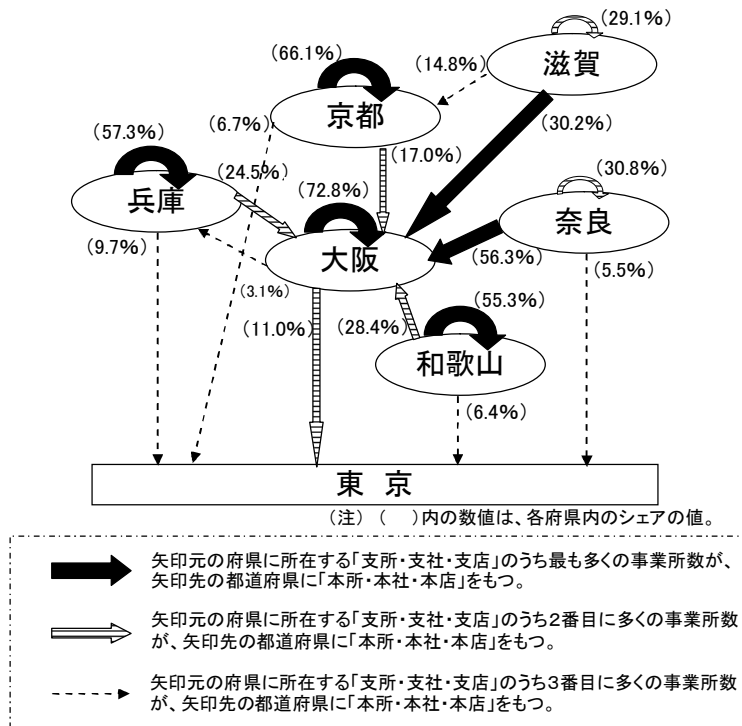 (29.1%)
滋賀
(66.1%)
(14.8%)
京都
(30.2%)
(57.3%)
(6.7%)
(17.0%)
(30.8%)
(24.5%)
(72.8%)
兵庫
奈良
(9.7%)
大阪
(56.3%)
(5.5%)
(3.1%)
(55.3%)
(11.0%)
(28.4%)
和歌山
(6.4%)
東 京
(注) ( )内の数値は、各府県内のシェアの値。
矢印元の府県に所在する「支所・支社・支店」のうち最も多くの事業所数が、
矢印先の都道府県に「本所・本社・本店」をもつ。
矢印元の府県に所在する「支所・支社・支店」のうち2番目に多くの事業所数
が、矢印先の都道府県に「本所・本社・本店」をもつ。
矢印元の府県に所在する「支所・支社・支店」のうち3番目に多くの事業所数
が、矢印先の都道府県に「本所・本社・本店」をもつ。